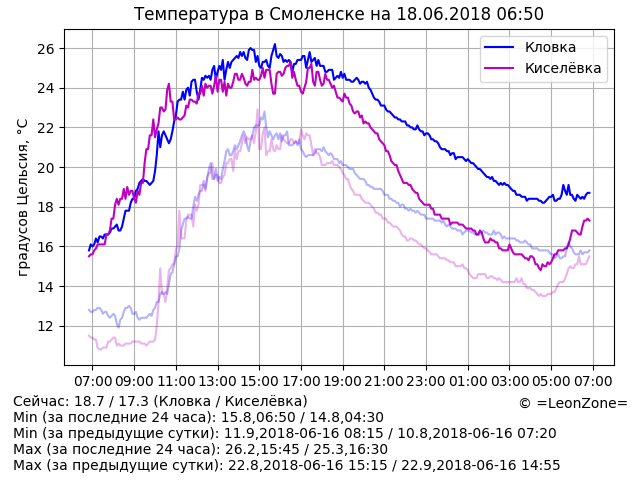 Температура в Смоленске на 18.06.2018 06:50
градусов Цельсия, °C
26
24
22
20
18
16
14
12
Кловка
Киселёвка
07:00 09:00 11:00 13:00 15:00 17:00 19:00 21:00 23:00 01:00 03:00 05:00 07:00
Сейчас: 18.7 / 17.3 (Кловка / Киселёвка)
© =LeonZone=
Min (за последние 24 часа): 15.8,06:50 / 14.8,04:30
Min (за предыдущие сутки): 11.9,2018-06-16 08:15 / 10.8,2018-06-16 07:20
Max (за последние 24 часа): 26.2,15:45 / 25.3,16:30
Max (за предыдущие сутки): 22.8,2018-06-16 15:15 / 22.9,2018-06-16 14:55